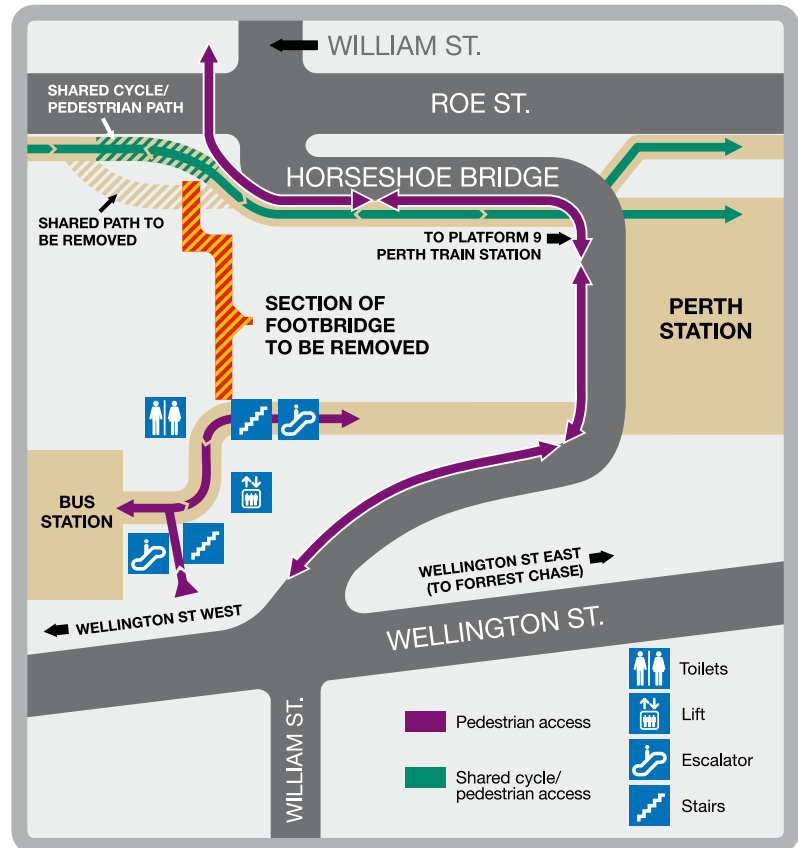 WILLIAM ST.
ROE ST.
SHARED CYCLE/
PEDESTRIAN PATH
HORSESHOE BRIDGE
SHARED PATH TO
BE REMOVED
TO PLATFORM 9
PERTH TRAIN STATION
SECTION OF
FOOTBRIDGE
TO BE REMOVED
PERTH
STATION
BUS
STATION
WELLINGTON ST EAST
(TO FORREST CHASE)
WELLINGTON ST WEST
WELLINGTON ST.
WILLIAM ST.
Pedestrian access
Shared cycle/
pedestrian access
Toilets
Lift
Escalator
Stairs